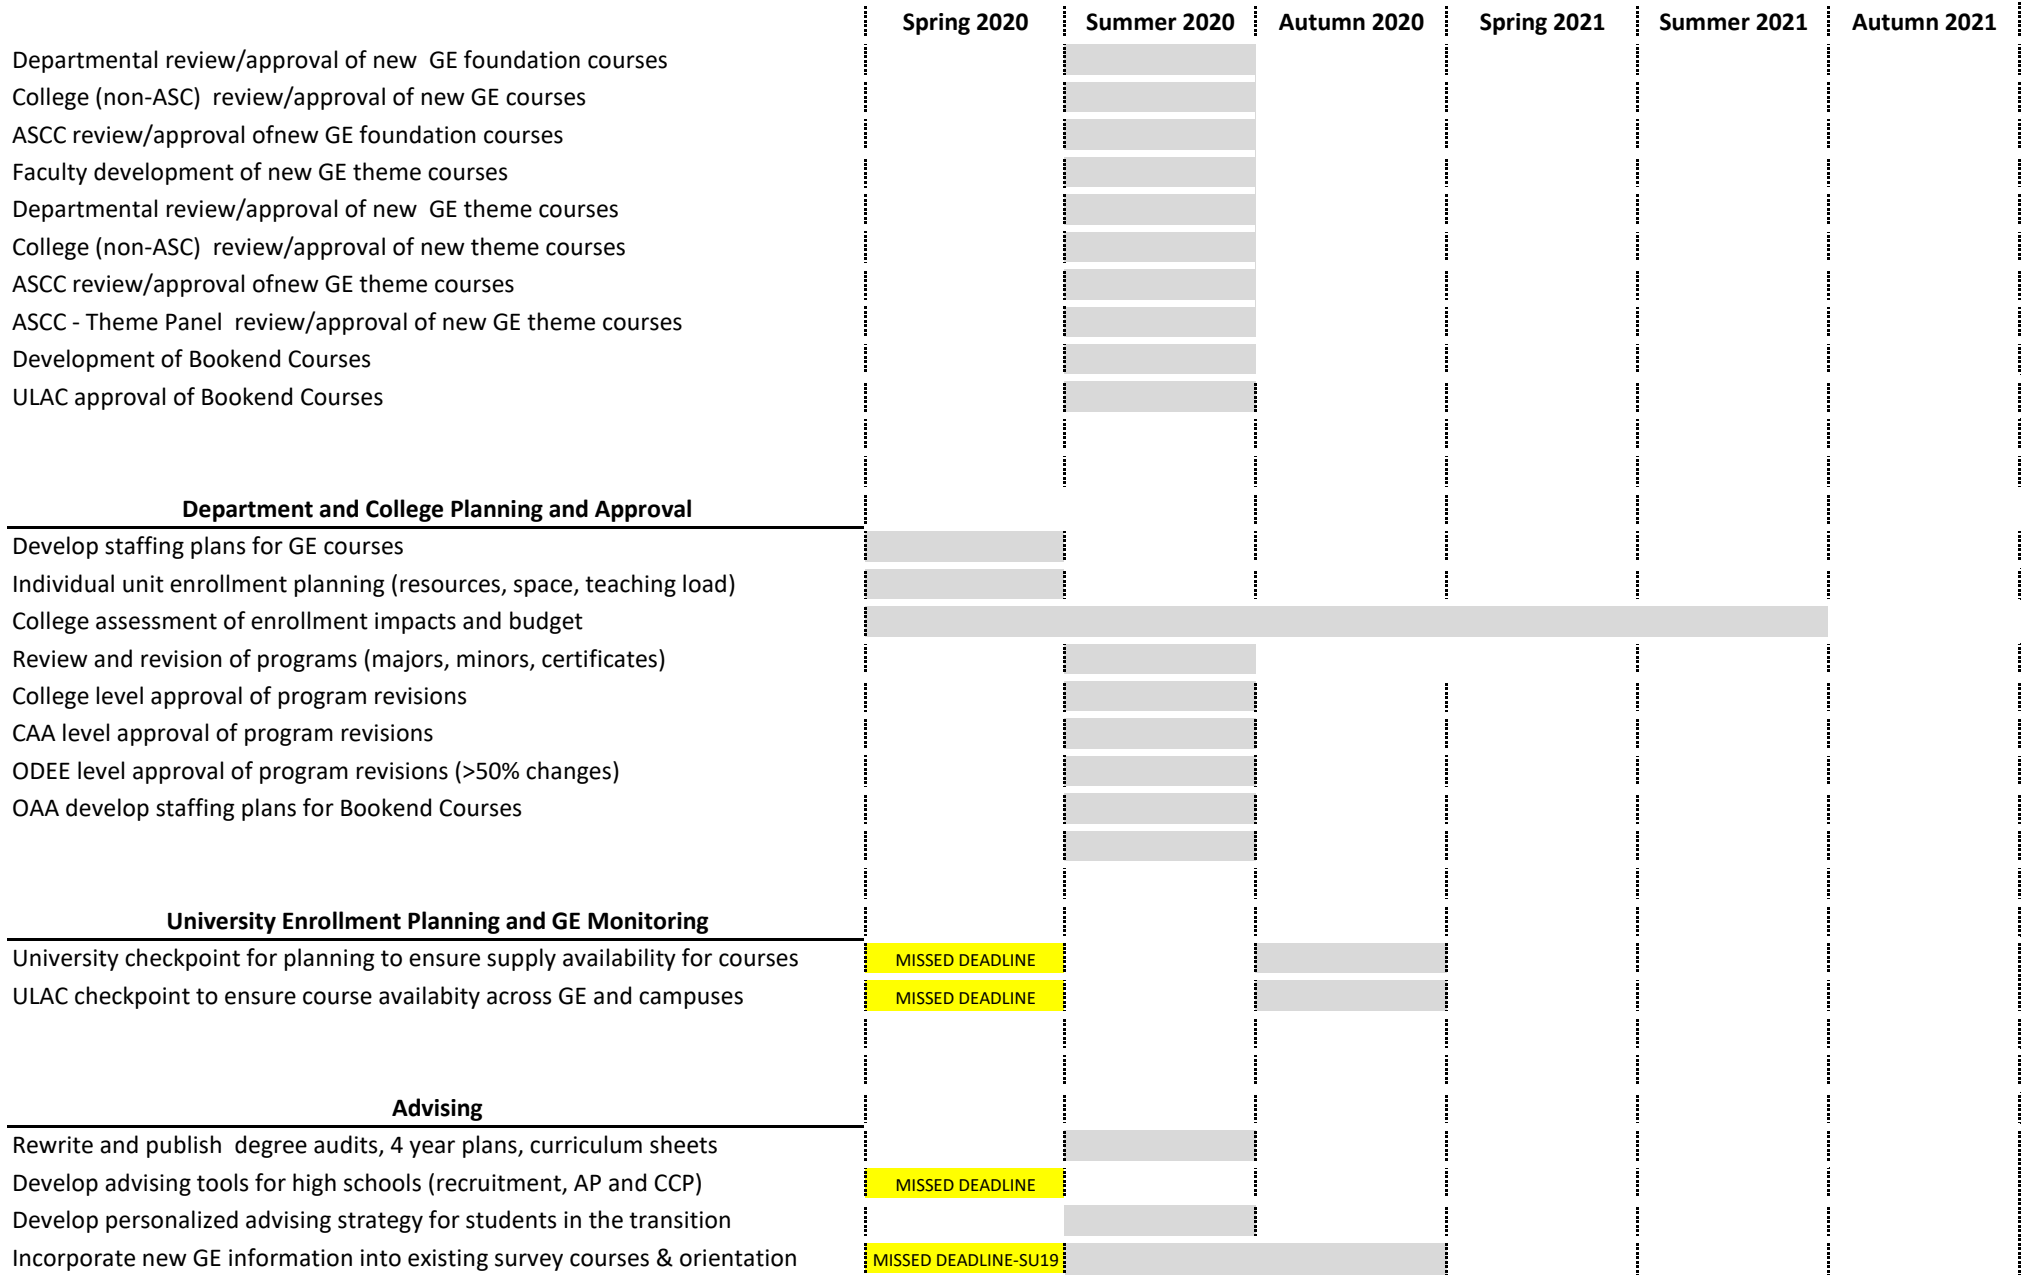 Spring 2020 Summer 2020 Autumn 2020 Spring 2021 Summer 2021 Autumn 2021
Departmental review/approval of new  GE foundation courses
College (non-ASC)  review/approval of new GE courses
ASCC review/approval ofnew GE foundation courses
Faculty development of new GE theme courses
Departmental review/approval of new  GE theme courses
College (non-ASC)  review/approval of new theme courses
ASCC review/approval ofnew GE theme courses
ASCC - Theme Panel  review/approval of new GE theme courses
Development of Bookend Courses
ULAC approval of Bookend Courses
Department and College Planning and Approval
Develop staffing plans for GE courses
Individual unit enrollment planning (resources, space, teaching load)
College assessment of enrollment impacts and budget
Review and revision of programs (majors, minors, certificates)
College level approval of program revisions
CAA level approval of program revisions
ODEE level approval of program revisions (>50% changes)
OAA develop staffing plans for Bookend Courses
University Enrollment Planning and GE Monitoring
University checkpoint for planning to ensure supply availability for courses MISSED DEADLINE
ULAC checkpoint to ensure course availabity across GE and campuses MISSED DEADLINE
Advising
Rewrite and publish  degree audits, 4 year plans, curriculum sheets
Develop advising tools for high schools (recruitment, AP and CCP) MISSED DEADLINE
Develop personalized advising strategy for students in the transition
Incorporate new GE information into existing survey courses & orientation MISSED DEADLINE-SU19